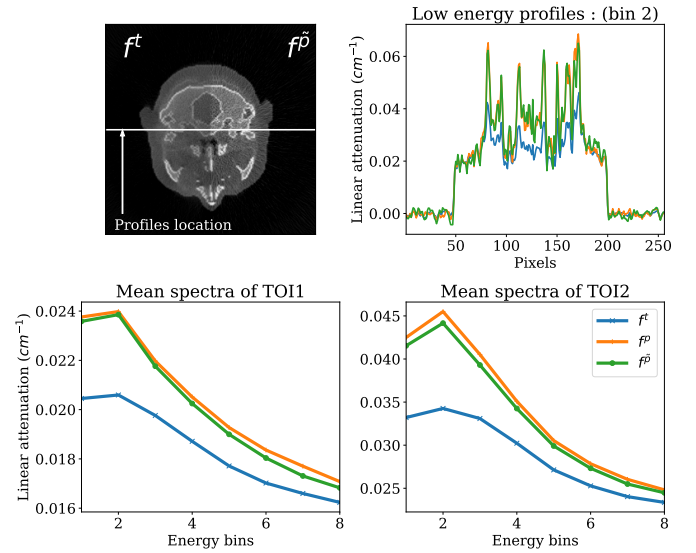 f^t f^p̃
Profiles location
Low energy profiles : (bin 2)
Linear attenuation (cm⁻¹)
0.06
0.04
0.02
0.00
50 100 150 200 250
Pixels
Mean spectra of TOI1
Linear attenuation (cm⁻¹)
0.024
0.022
0.020
0.018
0.016
2 4 6 8
Energy bins
Mean spectra of TOI2
0.045
0.040
0.035
0.030
0.025
f^t
f^p
f^p̃
2 4 6 8
Energy bins